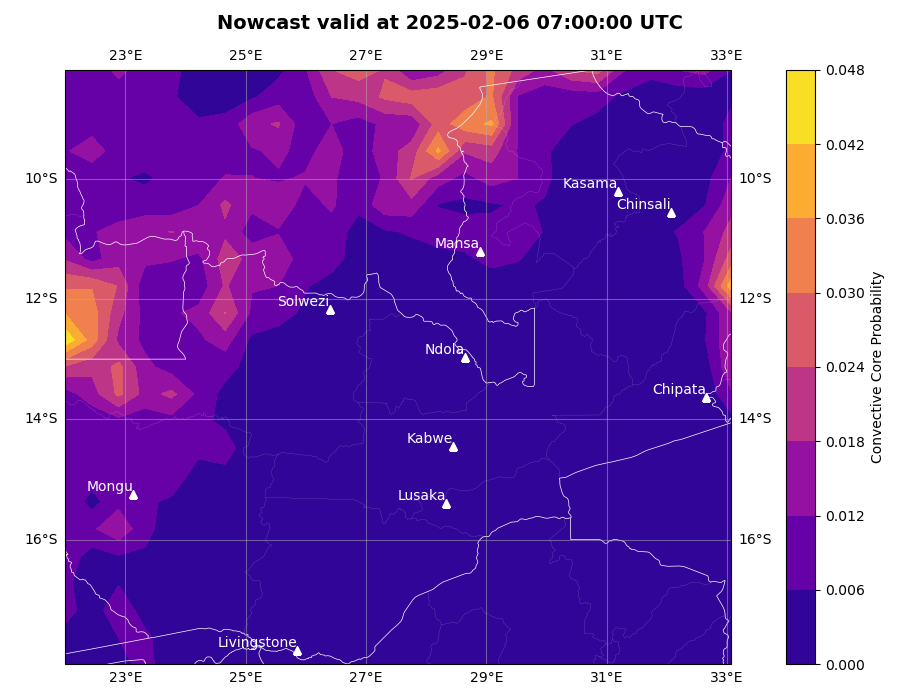 Nowcast valid at 2025-02-06 07:00:00 UTC
23°E 25°E 27°E 29°E 31°E 33°E
0.048
0.042
10°S Kasama 10°S
Chinsali
0.036
Mansa
0.030
12°S Solwezi 12°S
0.024
Ndola
Chipata
14°S 14°S
0.018
Kabwe
Mongu Lusaka
0.012
16°S 16°S
0.006
Livingstone
0.000
23°E 25°E 27°E 29°E 31°E 33°E
Convective Core Probability